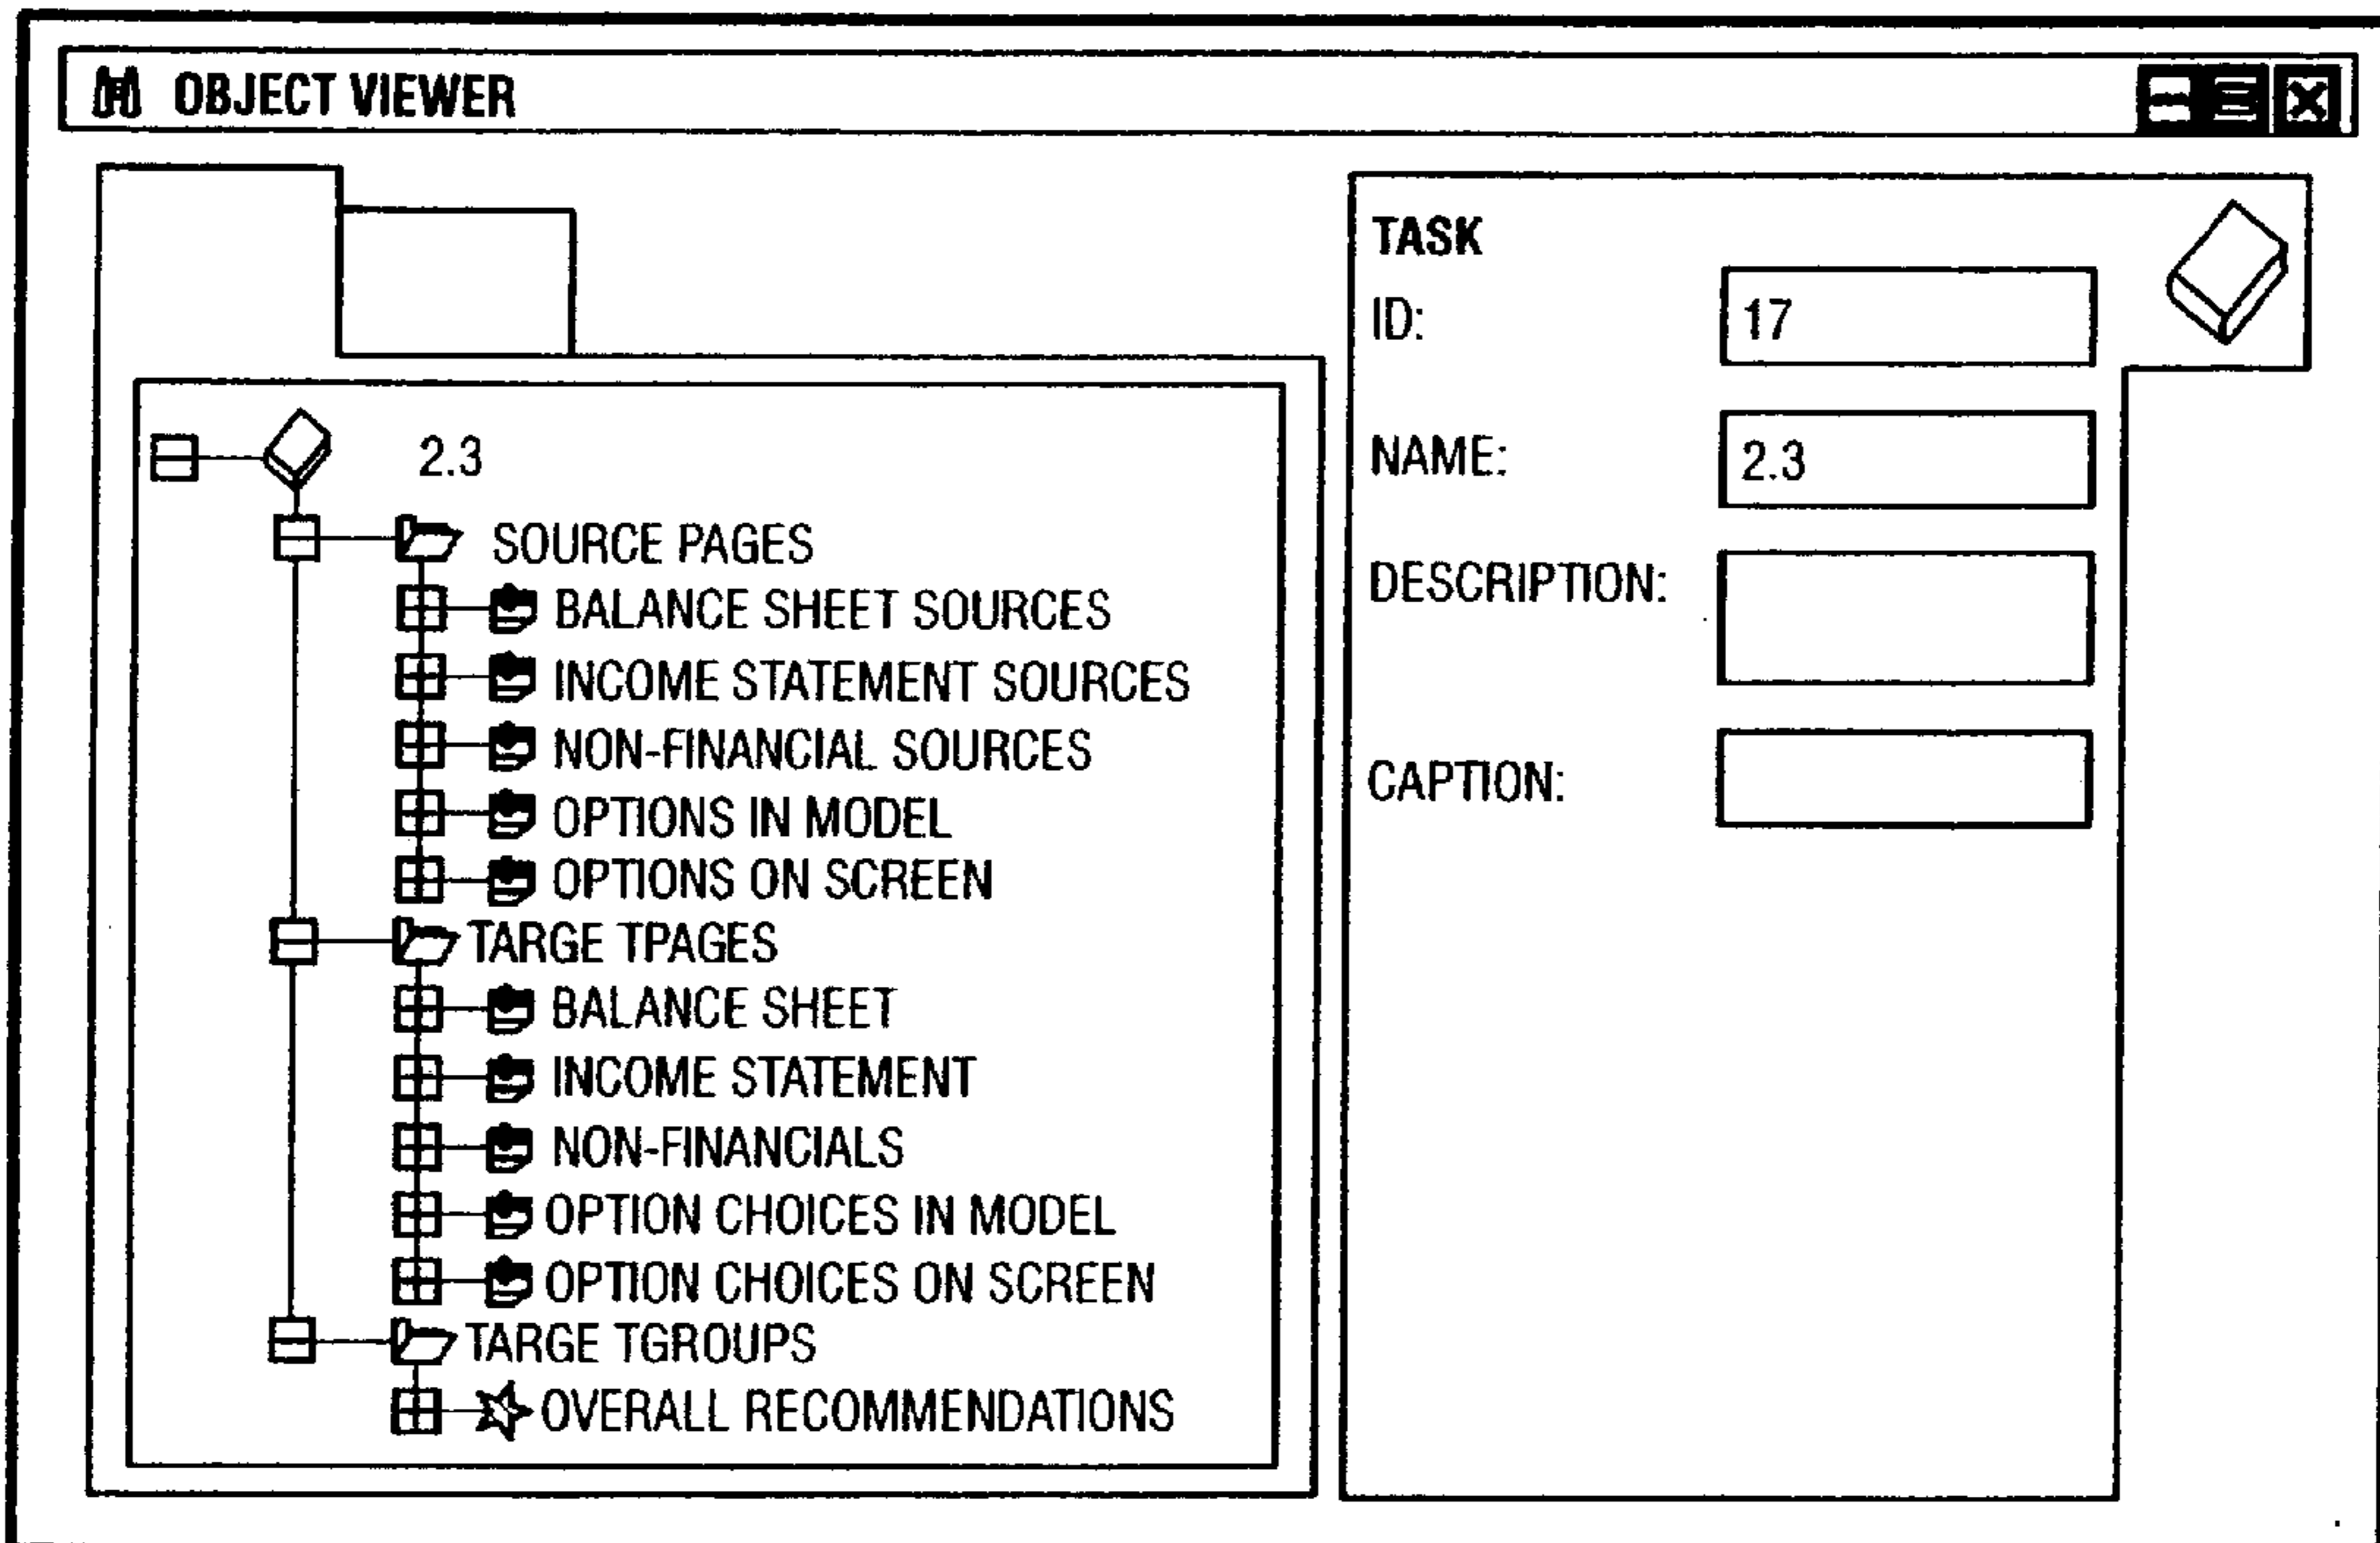 OBJECT VIEWER
2.3
SOURCE PAGES
BALANCE SHEET SOURCES
INCOME STATEMENT SOURCES
NON-FINANCIAL SOURCES
OPTIONS IN MODEL
OPTIONS ON SCREEN
TARGE TPAGES
BALANCE SHEET
INCOME STATEMENT
NON-FINANCIALS
OPTION CHOICES IN MODEL
OPTION CHOICES ON SCREEN
TARGE TGROUPS
OVERALL RECOMMENDATIONS
TASK
ID: 17
NAME: 2.3
DESCRIPTION:
CAPTION: